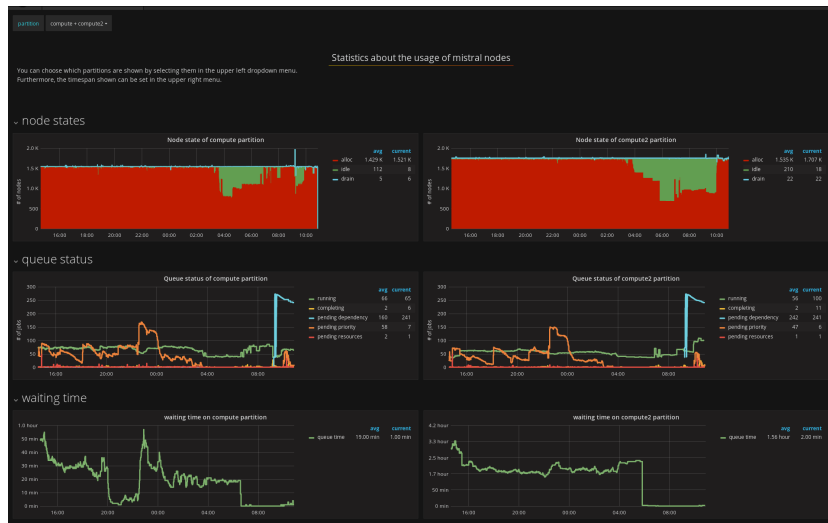 partition compute + compute2
Statistics about the usage of mistral nodes
You can choose which partitions are shown by selecting them in the upper left dropdown menu.
Furthermore, the timespan shown can be set in the upper right menu.
node states
Node state of compute partition
# of nodes
2.0 K
1.5 K
1.0 K
500
0
16:00 18:00 20:00 22:00 00:00 02:00 04:00 06:00 08:00 10:00
avg current
alloc 1.429 K 1.521 K
idle 112 8
drain 5 6
Node state of compute2 partition
# of nodes
2.0 K
1.5 K
1.0 K
500
0
16:00 18:00 20:00 22:00 00:00 02:00 04:00 06:00 08:00 10:00
avg current
alloc 1.535 K 1.707 K
idle 210 18
drain 22 22
queue status
Queue status of compute partition
# of jobs
300
250
200
150
100
50
0
16:00 20:00 00:00 04:00 08:00
avg current
running 66 65
completing 2 6
pending dependency 160 241
pending priority 58 7
pending resources 2 1
Queue status of compute2 partition
# of jobs
300
250
200
150
100
50
0
16:00 20:00 00:00 04:00 08:00
avg current
running 56 100
completing 2 11
pending dependency 242 241
pending priority 47 6
pending resources 1 1
waiting time
waiting time on compute partition
1.0 hour
50 min
40 min
30 min
20 min
10 min
0 min
16:00 20:00 00:00 04:00 08:00
avg current
queue time 19.00 min 1.00 min
waiting time on compute2 partition
4.2 hour
3.3 hour
2.5 hour
1.7 hour
50 min
0 min
16:00 20:00 00:00 04:00 08:00
avg current
queue time 1.56 hour 2.00 min